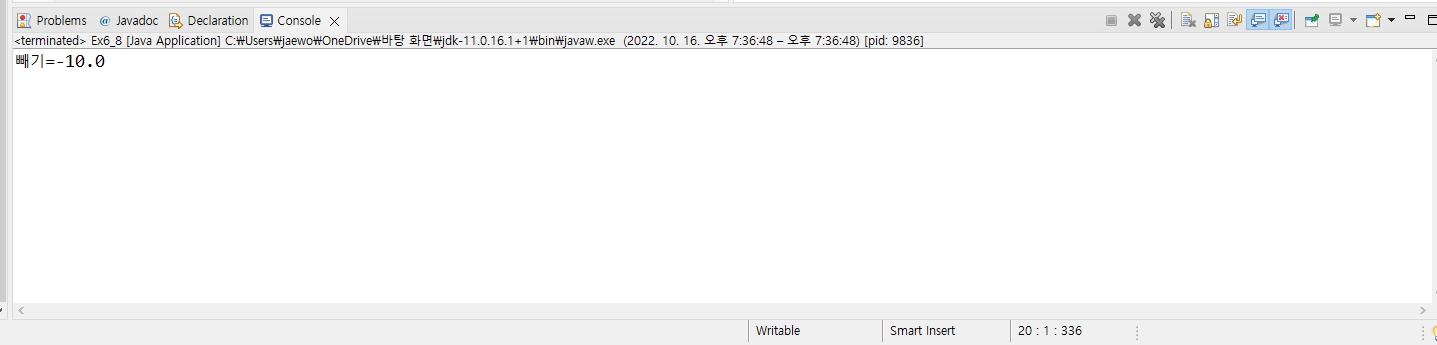 Problems @ Javadoc Declaration Console
<terminated> Ex6_8 [Java Application] C:₩Users₩jaewo₩OneDrive₩바탕 화면₩jdk-11.0.16.1+1₩bin₩javaw.exe (2022. 10. 16. 오후 7:36:48 – 오후 7:36:48) [pid: 9836]
빼기=-10.0
Writable Smart Insert 20 : 1 : 336